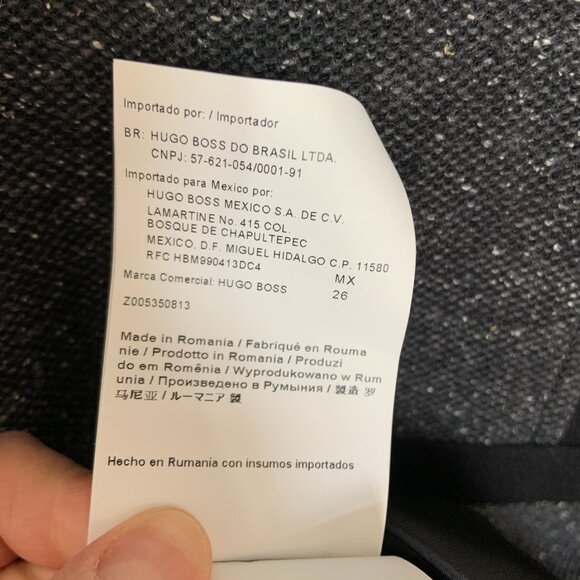 Importado por: / Importador
BR: HUGO BOSS DO BRASIL LTDA.
CNPJ: 57-621-054/0001-91
Importado para Mexico por:
HUGO BOSS MEXICO S.A. DE C.V.
LAMARTINE No. 415 COL.
BOSQUE DE CHAPULTEPEC
MEXICO, D.F. MIGUEL HIDALGO C.P. 11580
RFC HBM990413DC4 MX
Marca Comercial: HUGO BOSS 26
Z005350813
Made in Romania / Fabriqué en Rouma
nie / Prodotto in Romania / Produzi
do em Romênia / Wyprodukowano w Rum
unia / Произведено в Румыния / 製造 罗
马尼亚 / ルーマニア 製
Hecho en Rumania con insumos importados